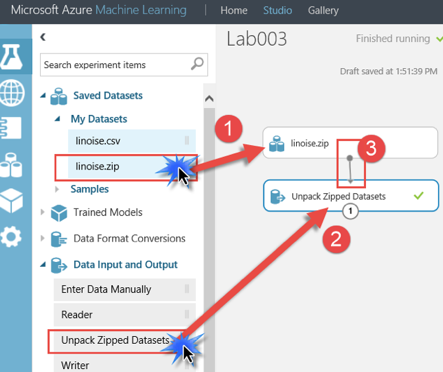 Microsoft Azure Machine Learning
Home
Studio
Gallery
Search experiment items
Saved Datasets
My Datasets
linoise.csv
linoise.zip
Samples
Trained Models
Data Format Conversions
Data Input and Output
Enter Data Manually
Reader
Unpack Zipped Datasets
Writer
Lab003
Finished running
Draft saved at 1:51:39 PM
1
linoise.zip
3
Unpack Zipped Datasets
1
2